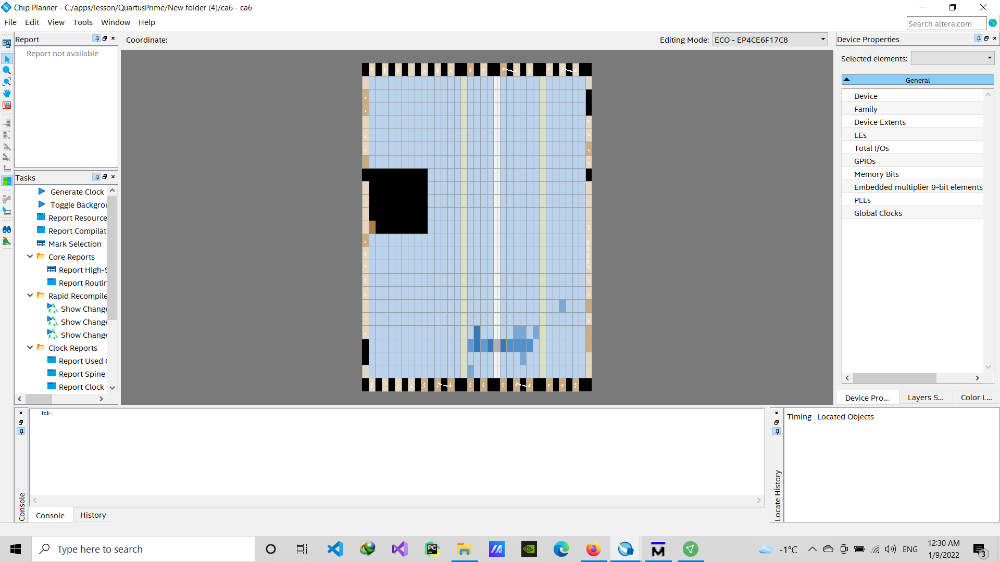 Chip Planner - C:/apps/lesson/QuartusPrime/New folder (4)/ca6 - ca6
File Edit View Tools Window Help
Search altera.com
Report
Report not available
Coordinate:
Editing Mode: ECO - EP4CE6F17C8
Device Properties
Selected elements:
General
Device
Family
Device Extents
LEs
Total I/Os
GPIOs
Memory Bits
Embedded multiplier 9-bit elements
PLLs
Global Clocks
Tasks
Generate Clock
Toggle Backgrou
Report Resource
Report Compilat
Mark Selection
Core Reports
Report High-S
Report Routin
Rapid Recompile
Show Change
Show Change
Show Change
Clock Reports
Report Used C
Report Spine
Report Clock
Device Pro... Layers S... Color L...
tcl>
Console
Console History
Locate History
Timing Located Objects
Type here to search
PC
-1°C
ENG
12:30 AM
1/9/2022
3